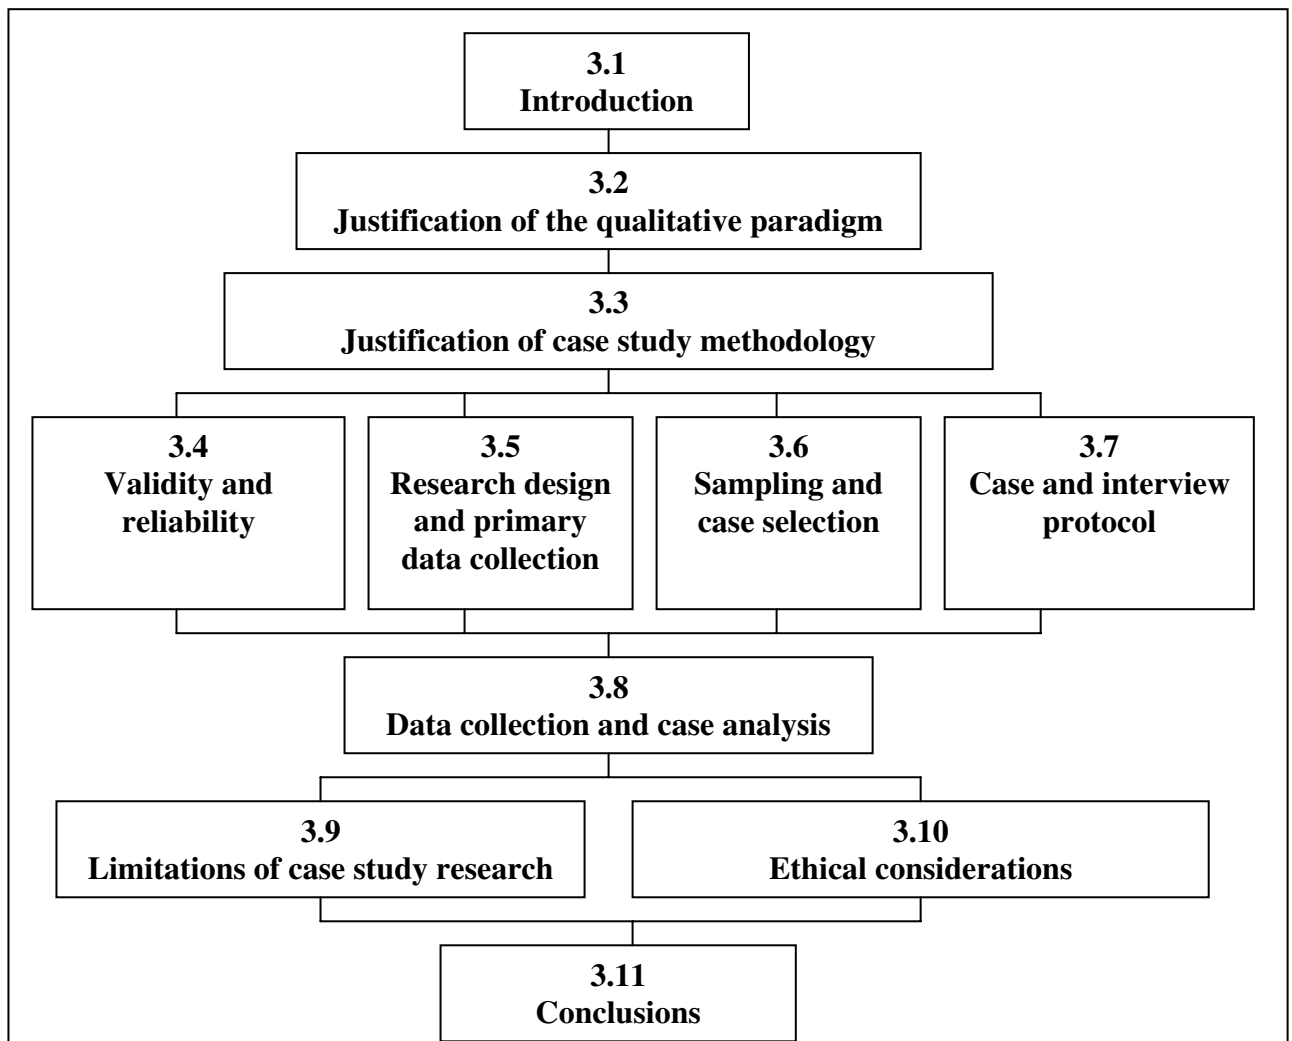 3.1
Introduction
3.2
Justification of the qualitative paradigm
3.3
Justification of case study methodology
3.4
Validity and
reliability
3.5
Research design
and primary
data collection
3.6
Sampling and
case selection
3.7
Case and interview
protocol
3.8
Data collection and case analysis
3.9
Limitations of case study research
3.10
Ethical considerations
3.11
Conclusions